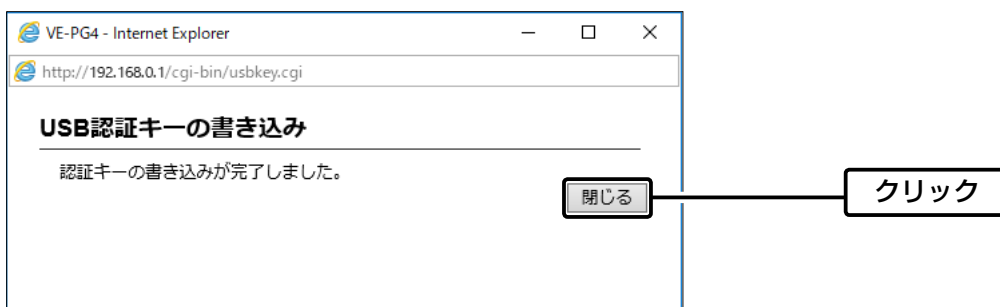 VE-PG4 - Internet Explorer
http://192.168.0.1/cgi-bin/usbkey.cgi
USB認証キーの書き込み
認証キーの書き込みが完了しました。
閉じる
クリック